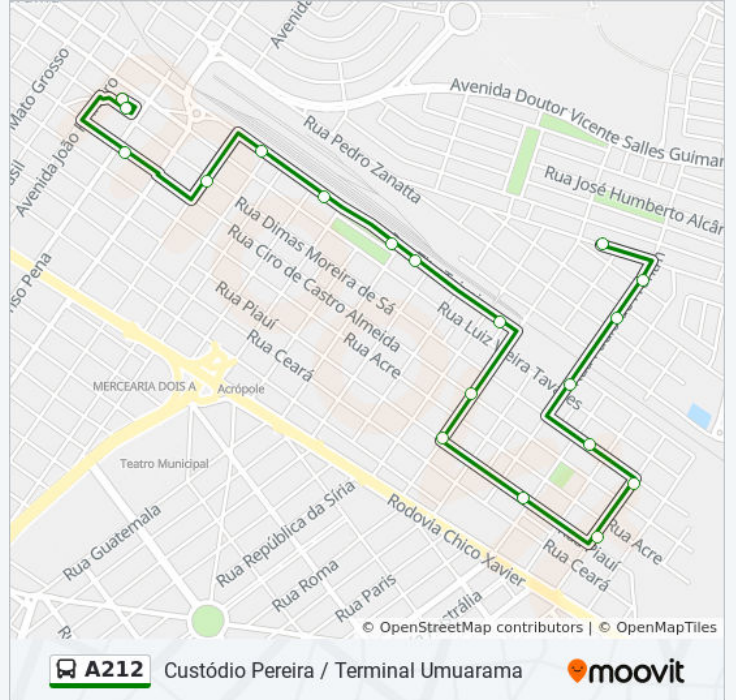 Mato Grosso
Avenida João
Avenida
Avenida Doutor Vicente Salles Guimar
Rua Pedro Zanatta
Rua José Humberto Alcân
Rua Dimas Moreira de Sá
Rua Ciro de Castro Almeida
nso Pena
Rua Piauí
Rua Luiz Vieira Tavares
Rua Acre
Rua Ceará
MERCEARIA DOIS A
Acrópole
Teatro Municipal
Rodovia Chico Xavier
Rua Guatemala
Rua República da Síria
Rua Acre
Piauí
Rua Ceará
Rua Roma
Rua Paris
© OpenStreetMap contributors | © OpenMapTiles
A212 Custódio Pereira / Terminal Umuarama
moovit